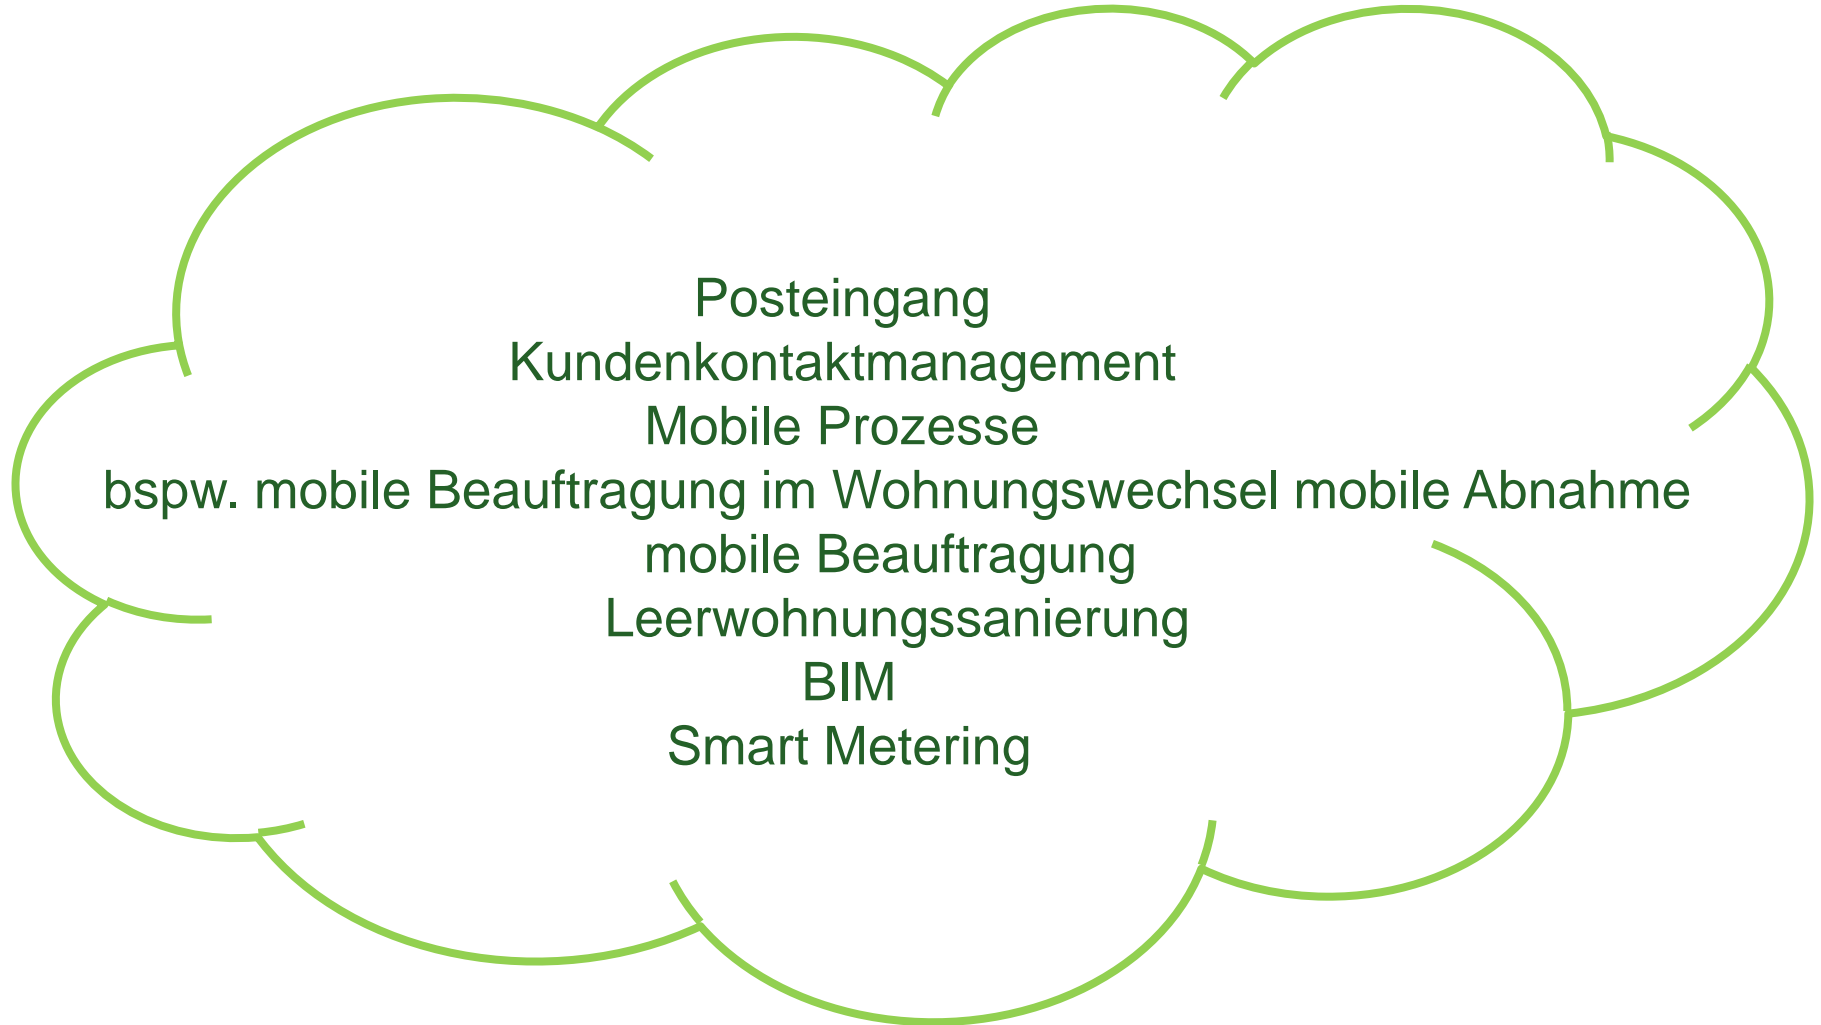 Posteingang
Kundenkontaktmanagement
Mobile Prozesse
bspw. mobile Beauftragung im Wohnungswechsel mobile Abnahme
mobile Beauftragung
Leerwohnungssanierung
BIM
Smart Metering